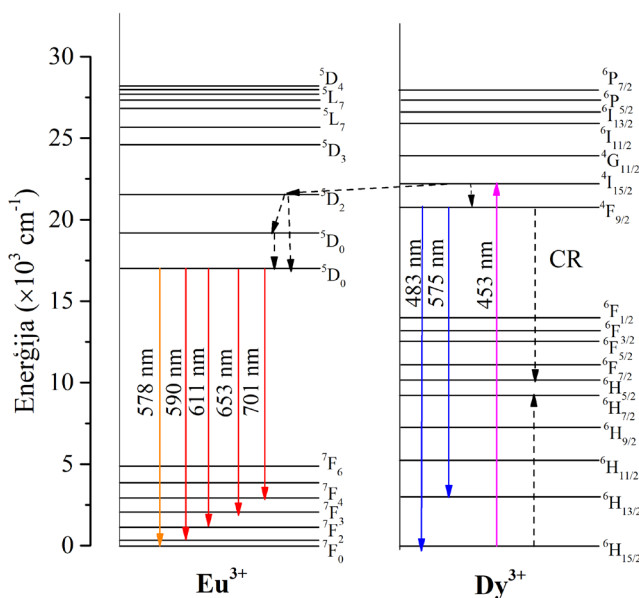 Enerġija (×10³ cm⁻¹)
30
25
20
15
10
5
0
⁵D₄
⁵L₇
⁵L₇
⁵D₃
⁵D₂
⁵D₀
⁵D₀
⁷F₆
⁷F₄
⁷F₃
⁷F₂
⁷F₀
578 nm
590 nm
611 nm
653 nm
701 nm
Eu³⁺
⁶P₇/₂
⁶P₅/₂
⁶I₁₃/₂
⁶I₁₁/₂
⁴G₁₁/₂
⁴I₁₅/₂
⁴F₉/₂
⁶F₁/₂
⁶F₃/₂
⁶F₅/₂
⁶F₇/₂
⁶H₅/₂
⁶H₇/₂
⁶H₉/₂
⁶H₁₁/₂
⁶H₁₃/₂
⁶H₁₅/₂
483 nm
575 nm
453 nm
CR
Dy³⁺